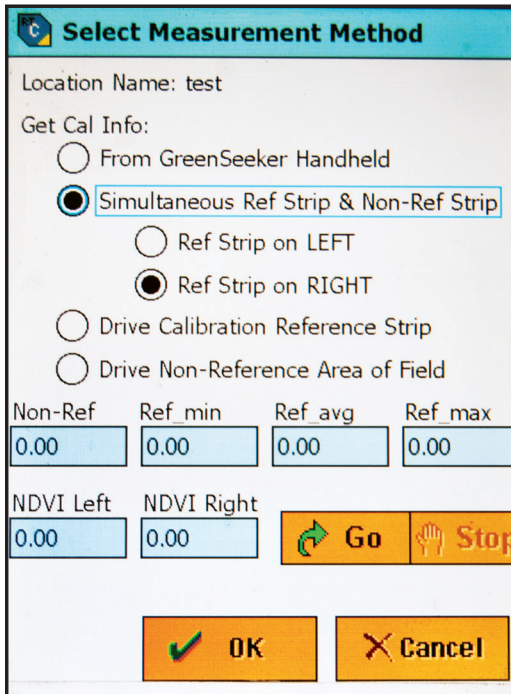 RT
C
Select Measurement Method
Location Name: test
Get Cal Info:
From GreenSeeker Handheld
Simultaneous Ref Strip & Non-Ref Strip
Ref Strip on LEFT
Ref Strip on RIGHT
Drive Calibration Reference Strip
Drive Non-Reference Area of Field
Non-Ref Ref_min Ref_avg Ref_max
0.00 0.00 0.00 0.00
NDVI Left NDVI Right
0.00 0.00 Go Stop
OK Cancel